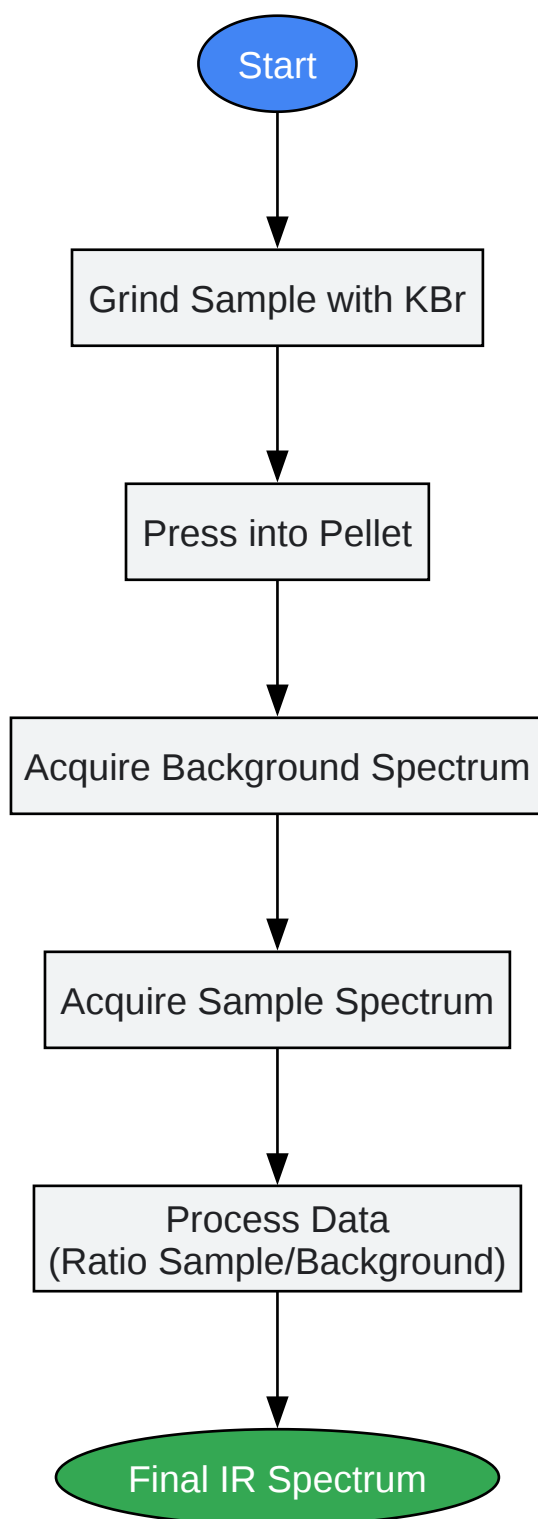 Start
Grind Sample with KBr
Press into Pellet
Acquire Background Spectrum
Acquire Sample Spectrum
Process Data
(Ratio Sample/Background)
Final IR Spectrum